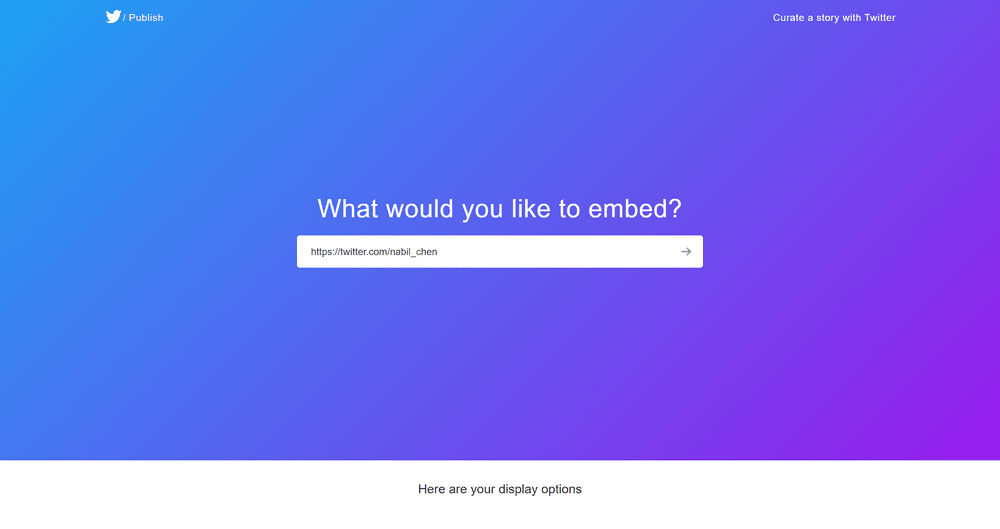 / Publish
Curate a story with Twitter
What would you like to embed?
https://twitter.com/nabil_chen
Here are your display options